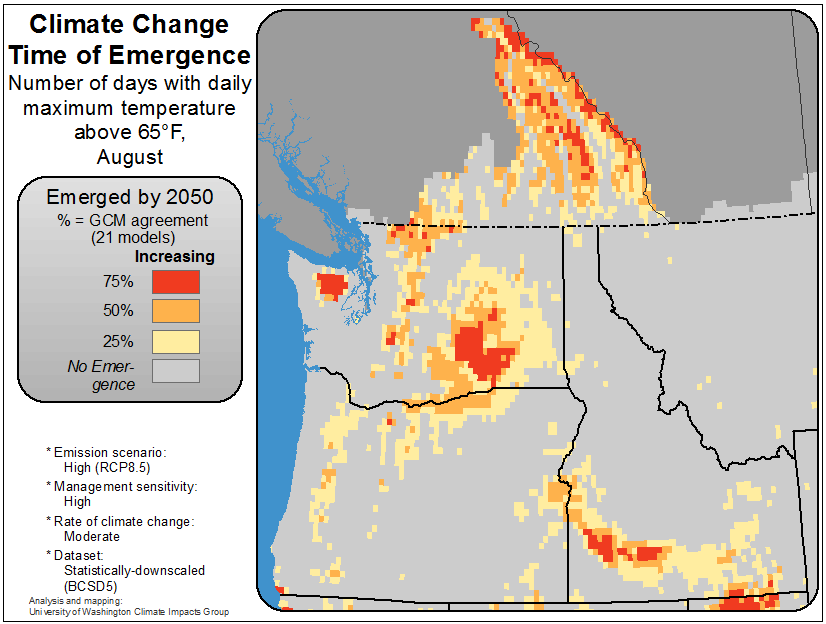 Climate Change
Time of Emergence
Number of days with daily
maximum temperature
above 65°F,
August
Emerged by 2050
% = GCM agreement
(21 models)
Increasing
75%
50%
25%
No Emer-
gence
* Emission scenario:
High (RCP8.5)
* Management sensitivity:
High
* Rate of climate change:
Moderate
* Dataset:
Statistically-downscaled
(BCSD5)
Analysis and mapping:
University of Washington Climate Impacts Group